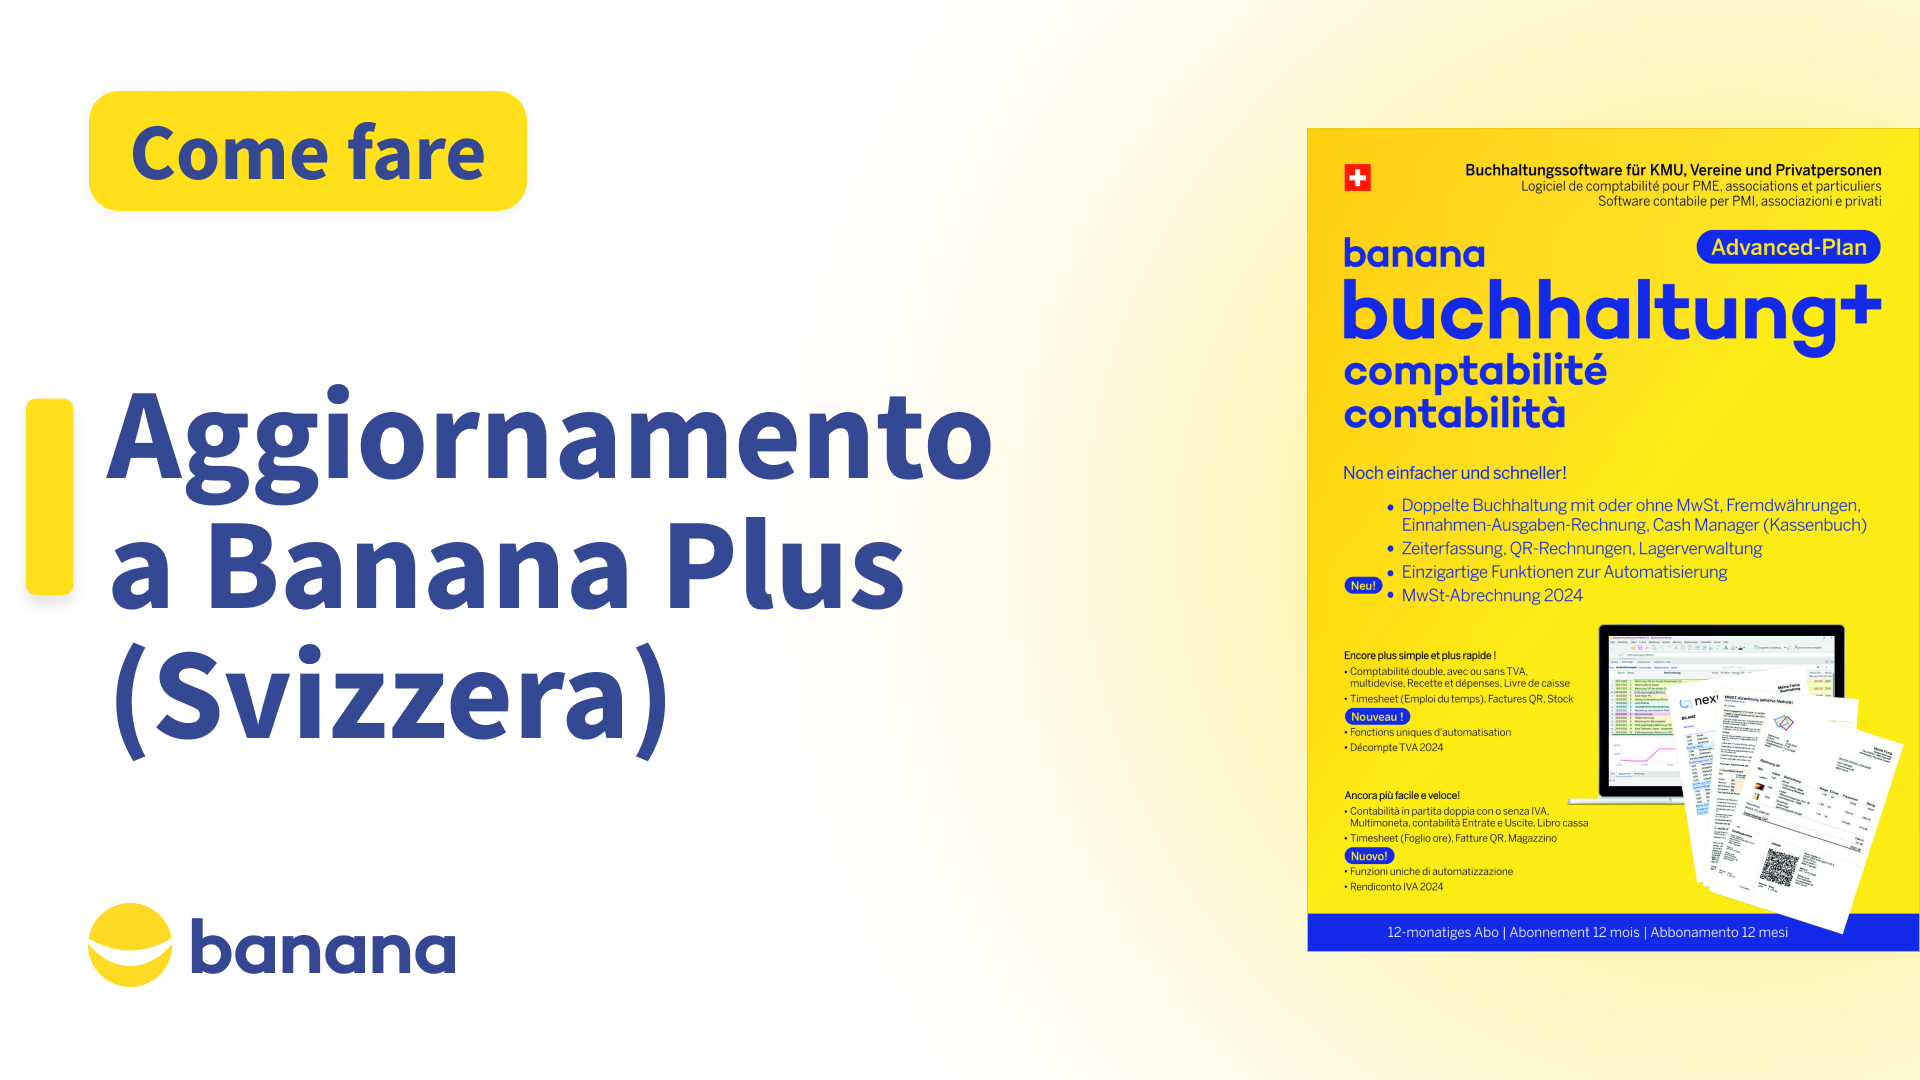 Come fare
Aggiornamento
a Banana Plus
(Svizzera)
banana
Buchhaltungssoftware für KMU, Vereine und Privatpersonen
Logiciel de comptabilité pour PME, associations et particuliers
Software contabile per PMI, associazioni e privati
banana
Advanced-Plan
buchhaltung+
comptabilité
contabilità
Noch einfacher und schneller!
• Doppelte Buchhaltung mit oder ohne MwSt, Fremdwährungen,
Einnahmen-Ausgaben-Rechnung, Cash Manager (Kassenbuch)
• Zeiterfassung, QR-Rechnungen, Lagerverwaltung
• Einzigartige Funktionen zur Automatisierung
Neu!
• MwSt-Abrechnung 2024
Encore plus simple et plus rapide !
• Comptabilité double, avec ou sans TVA,
multidevise, Recette et dépenses, Livre de caisse
• Timesheet (Emploi du temps), Factures QR, Stock
Nouveau !
• Fonctions uniques d'automatisation
• Décompte TVA 2024
Ancora più facile e veloce!
• Contabilità in partita doppia con o senza IVA,
Multimoneta, contabilità Entrate e Uscite, Libro cassa
• Timesheet (Foglio ore), Fatture QR, Magazzino
Nuovo!
• Funzioni uniche di automatizzazione
• Rendiconto IVA 2024
BILANZ
12-monatiges Abo | Abonnement 12 mois | Abbonamento 12 mesi